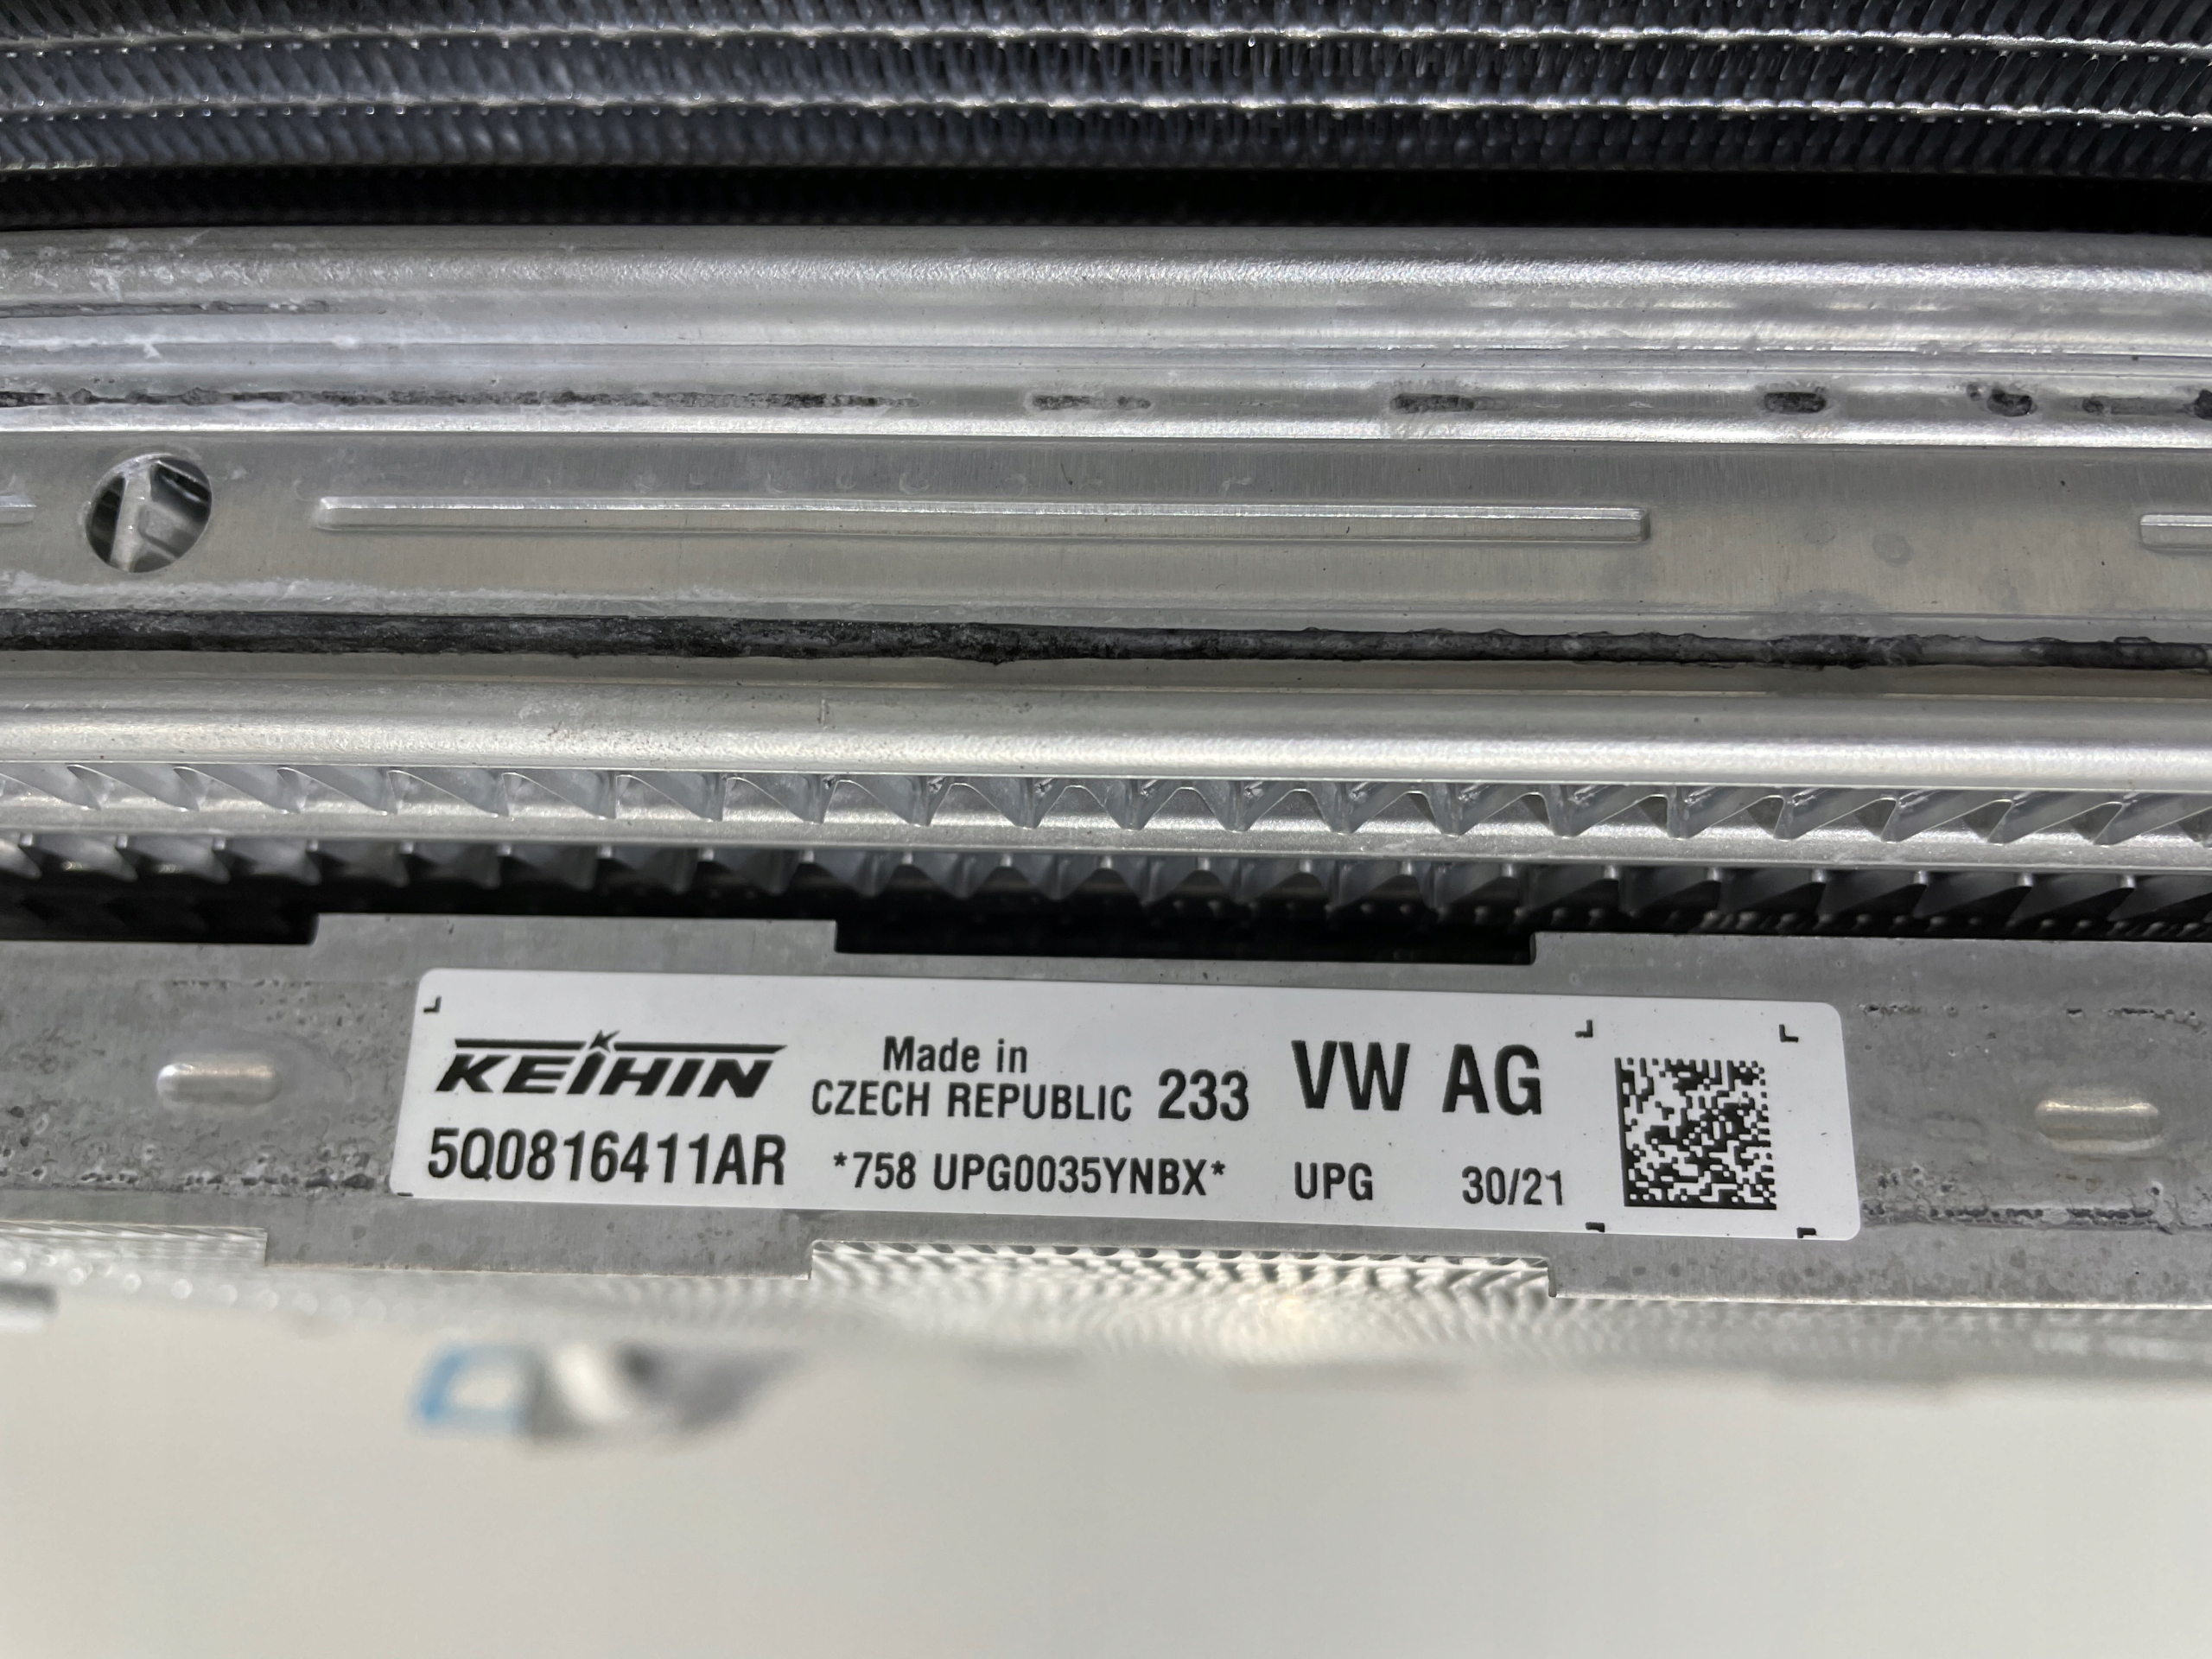 KEIHIN Made in VW AG
CZECH REPUBLIC 233
5Q0816411AR *758 UPG0035YNBX* UPG 30/21